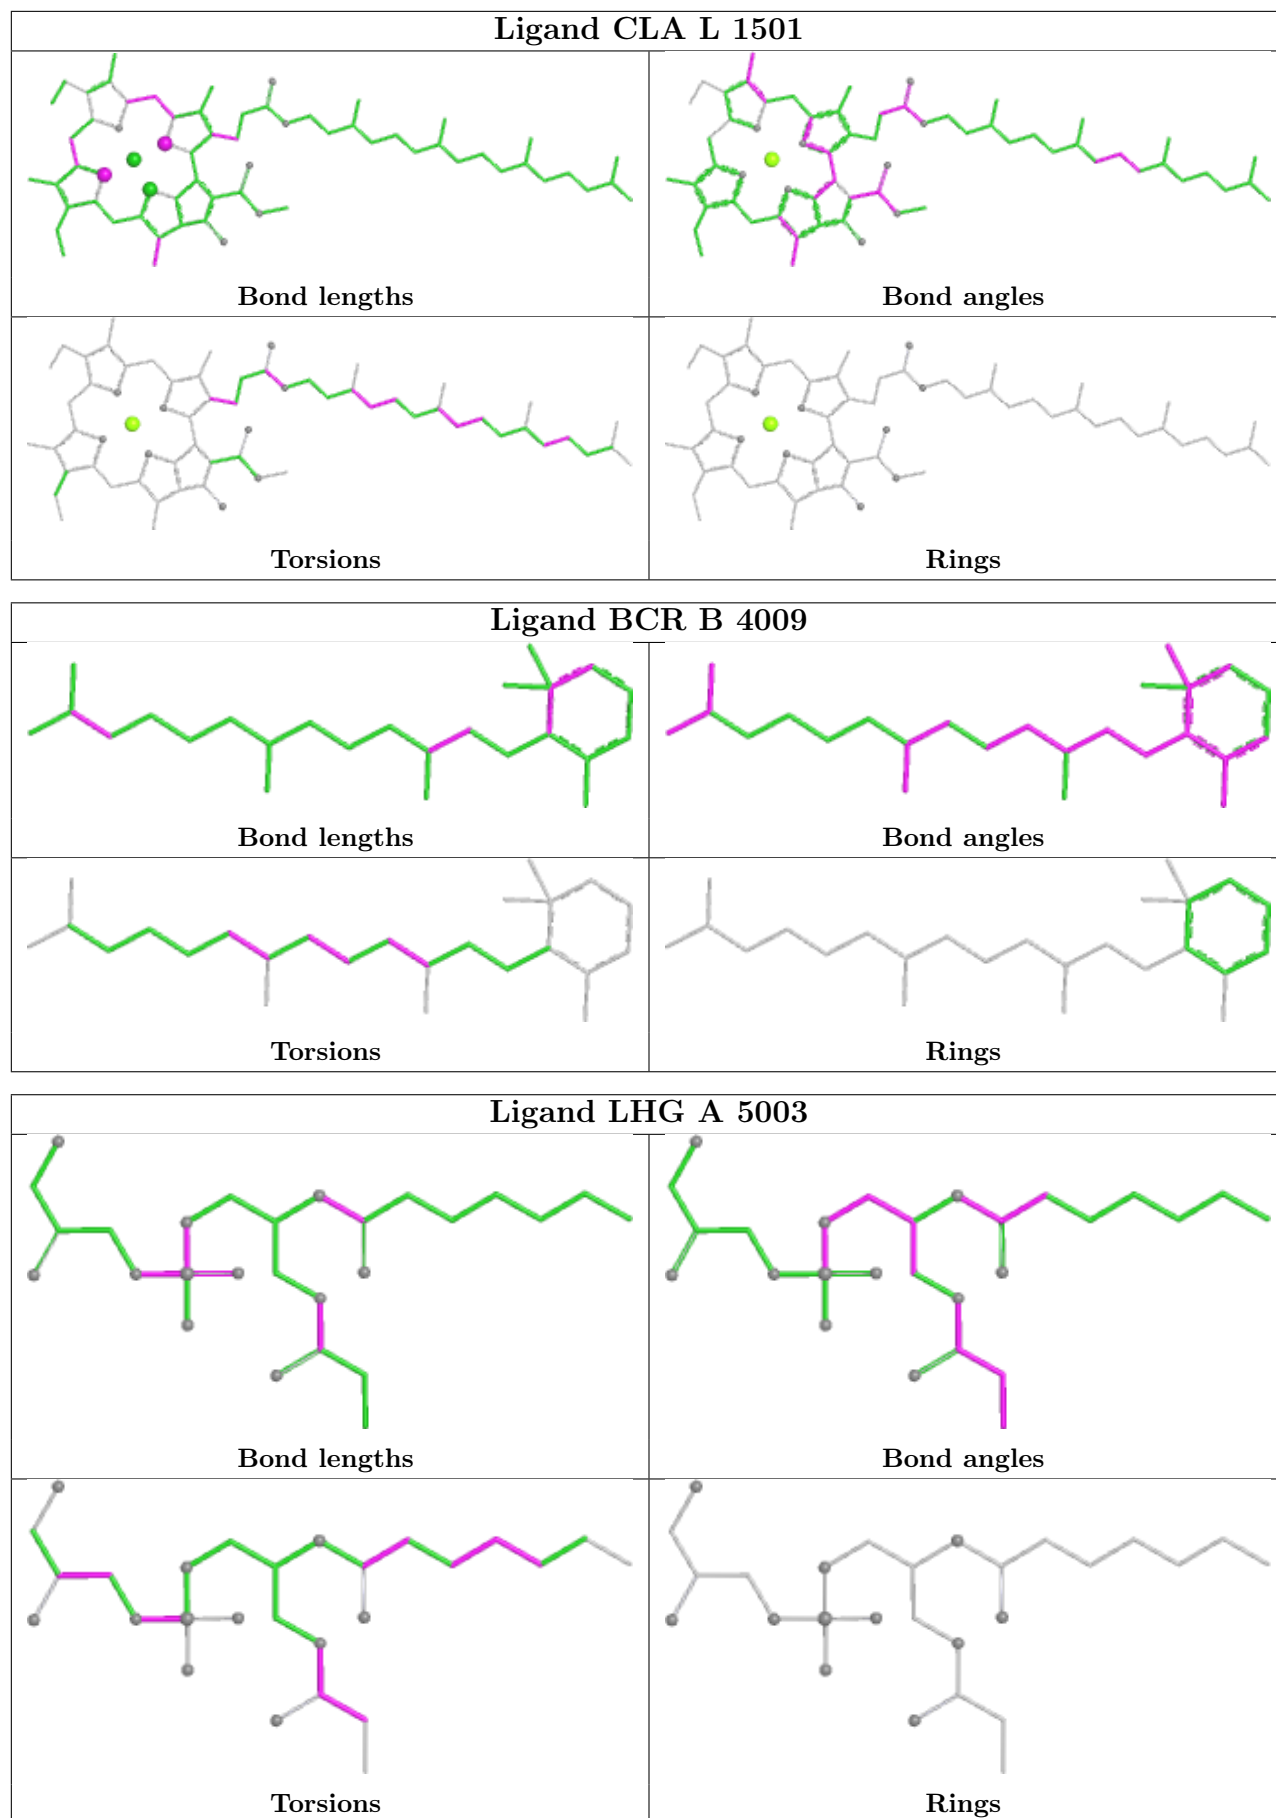 Ligand CLA L 1501
Bond lengths
Bond angles
Torsions
Rings
Ligand BCR B 4009
Bond lengths
Bond angles
Torsions
Rings
Ligand LHG A 5003
Bond lengths
Bond angles
Torsions
Rings